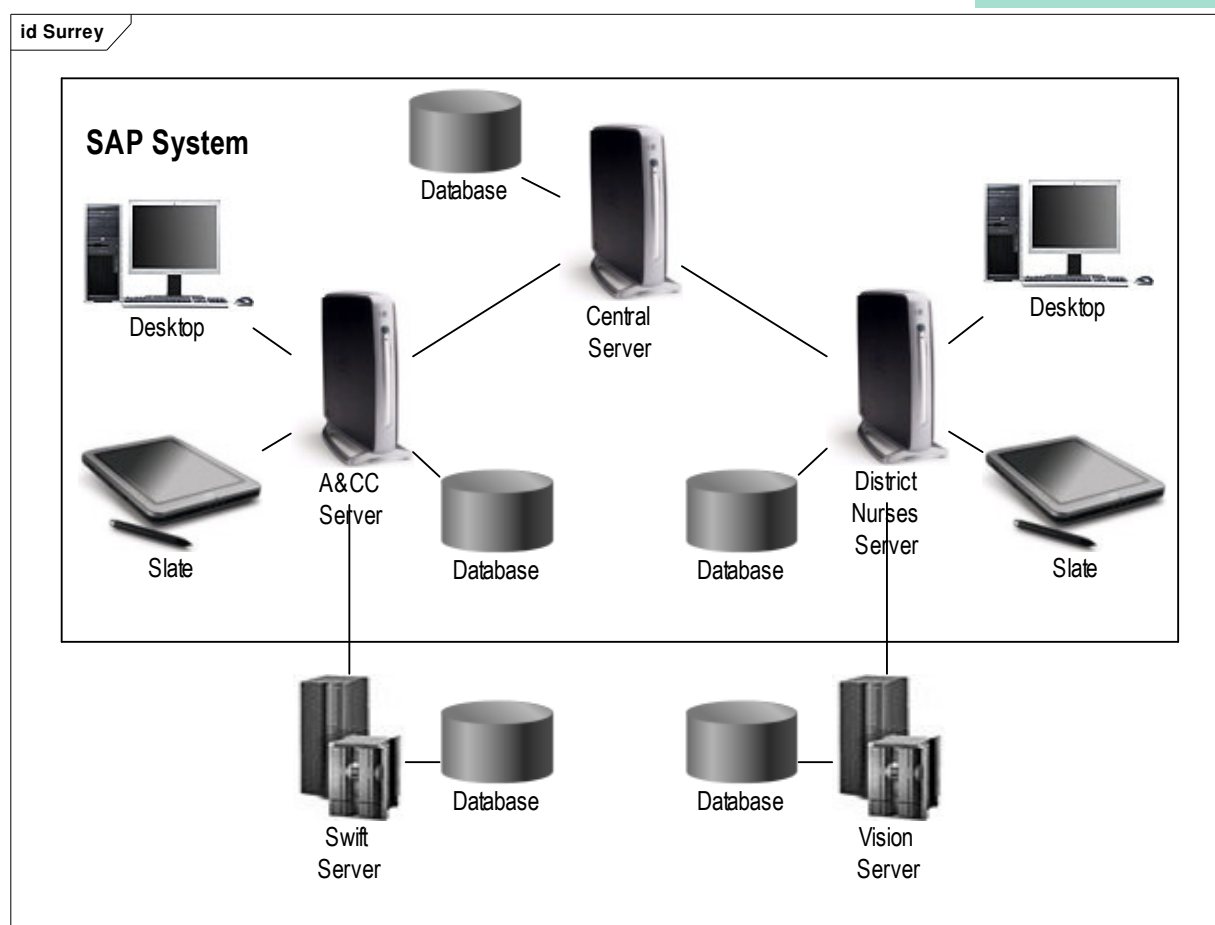 id Surrey
SAP System
Database
Central
Server
Desktop
Desktop
A&CC
Server
District
Nurses
Server
Slate
Database
Database
Slate
Database
Database
Swift
Server
Vision
Server